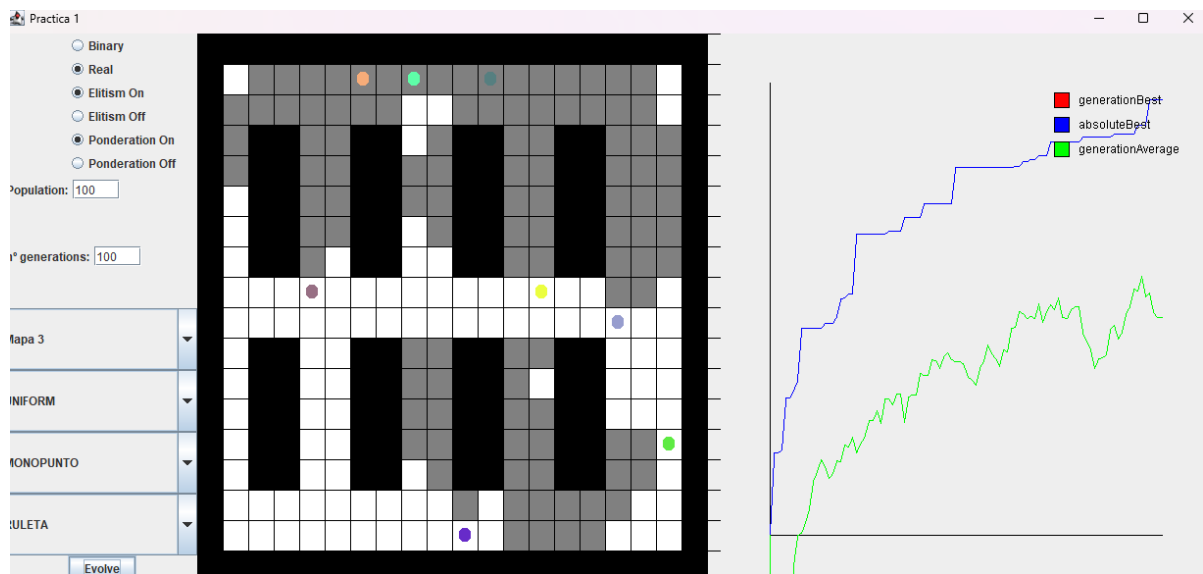 Practica 1
Binary
Real
Elitism On
Elitism Off
Ponderation On
Ponderation Off
Population: 100
nº generations: 100
Mapa 3
UNIFORM
MONOPUNTO
RULETA
Evolve
generationBest
absoluteBest
generationAverage